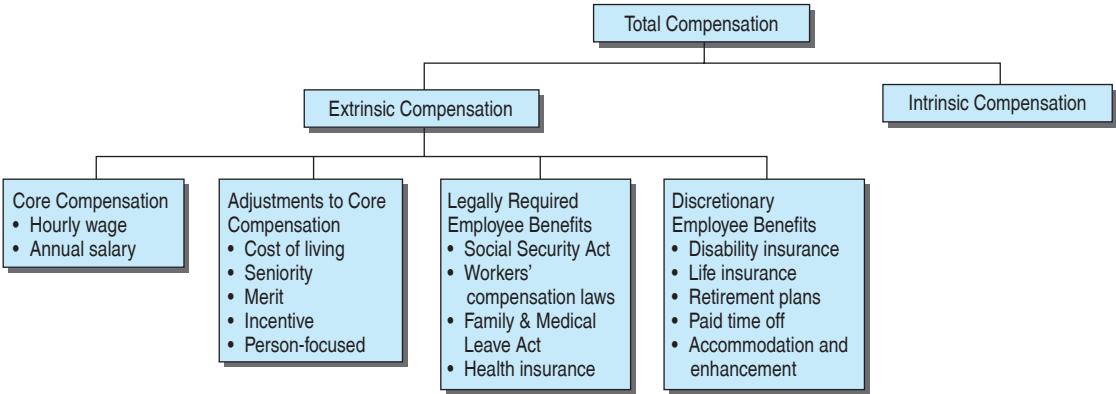 Total Compensation
Extrinsic Compensation
Intrinsic Compensation
Core Compensation
• Hourly wage
• Annual salary
Adjustments to Core
Compensation
• Cost of living
• Seniority
• Merit
• Incentive
• Person-focused
Legally Required
Employee Benefits
• Social Security Act
• Workers’
compensation laws
• Family & Medical
Leave Act
• Health insurance
Discretionary
Employee Benefits
• Disability insurance
• Life insurance
• Retirement plans
• Paid time off
• Accommodation and
enhancement